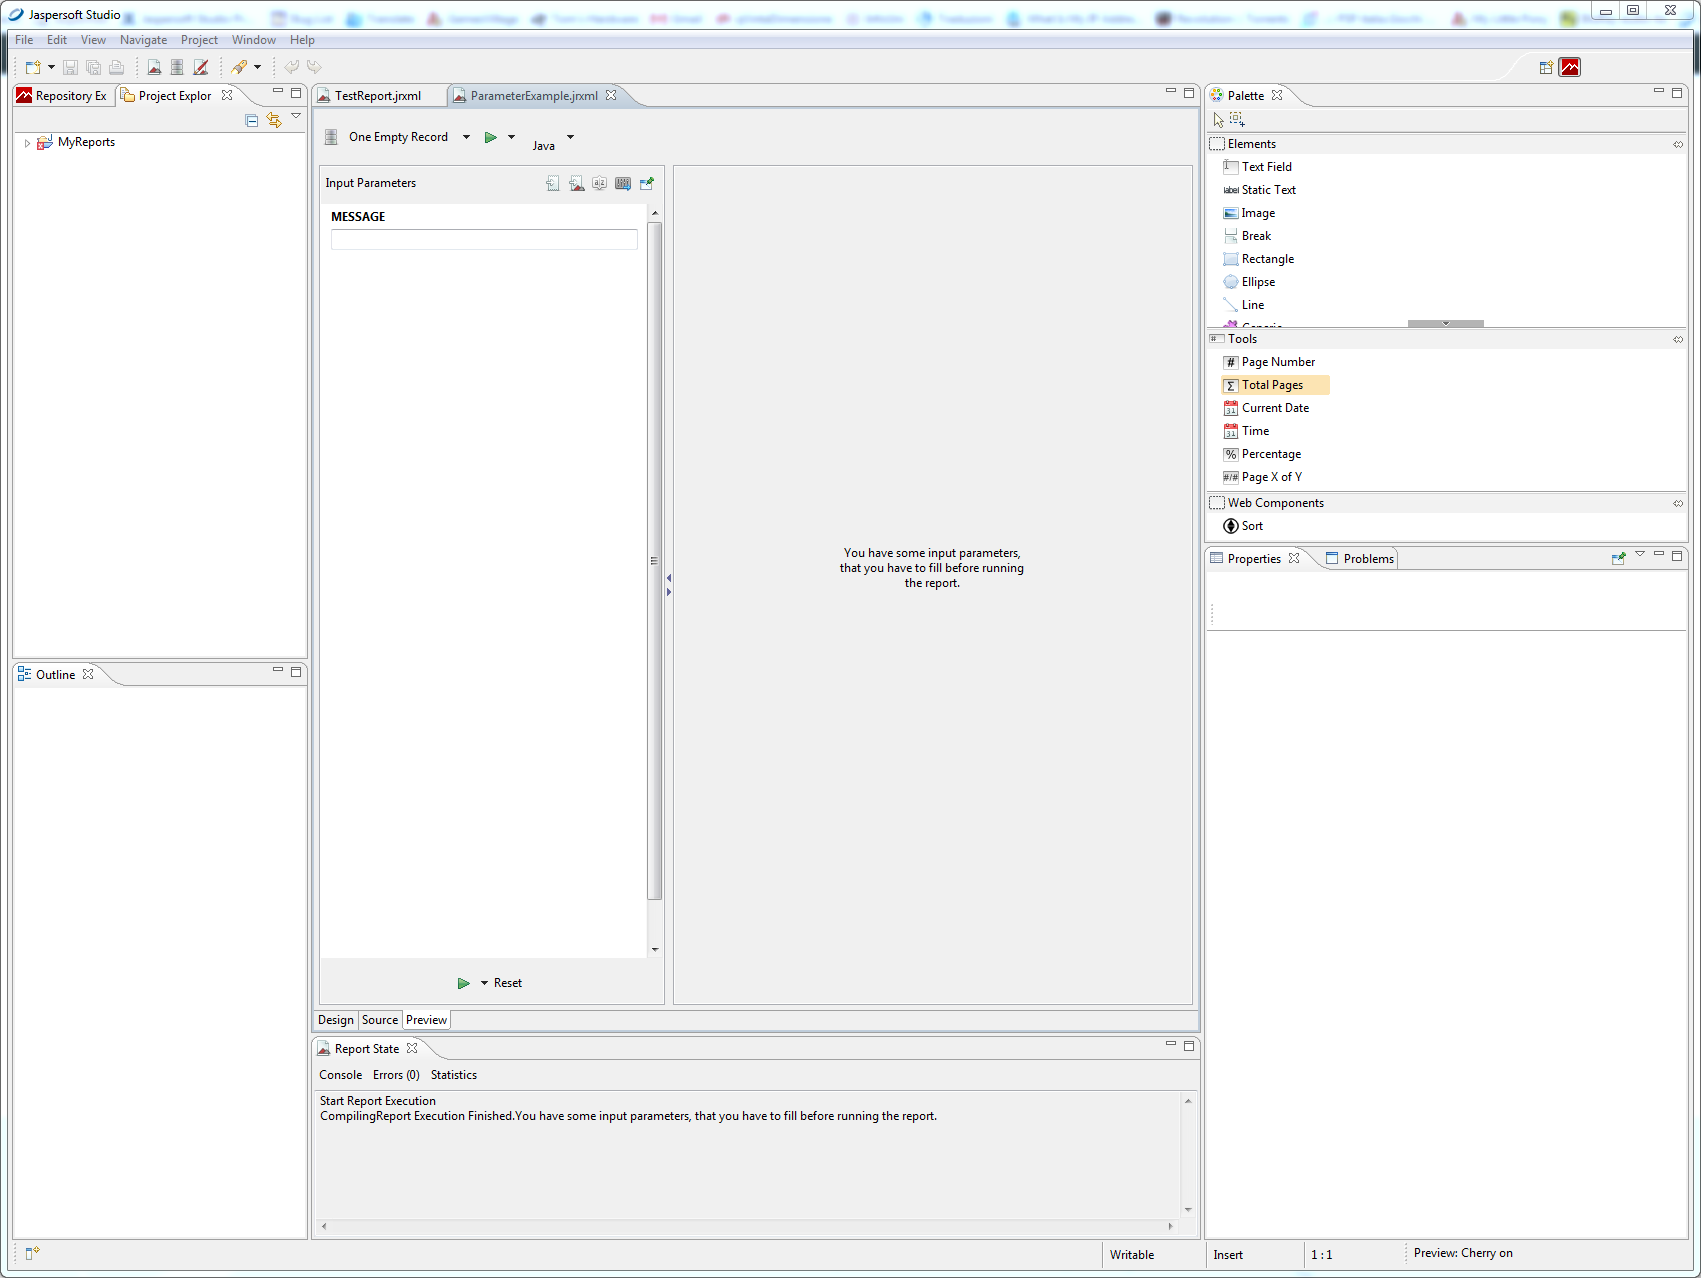 Jaspersoft Studio
File Edit View Navigate Project Window Help
Repository Ex
Project Explor
MyReports
Outline
TestReport.jrxml
ParameterExample.jrxml
One Empty Record
Java
Input Parameters
MESSAGE
You have some input parameters,
that you have to fill before running
the report.
Reset
Design Source Preview
Report State
Console Errors (0) Statistics
Start Report Execution
CompilingReport Execution Finished.You have some input parameters, that you have to fill before running the report.
Palette
Elements
Text Field
label Static Text
Image
Break
Rectangle
Ellipse
Line
Generic
Tools
# Page Number
Σ Total Pages
31 Current Date
31 Time
% Percentage
#/# Page X of Y
Web Components
Sort
Properties
Problems
Writable
Insert
1 : 1
Preview: Cherry on